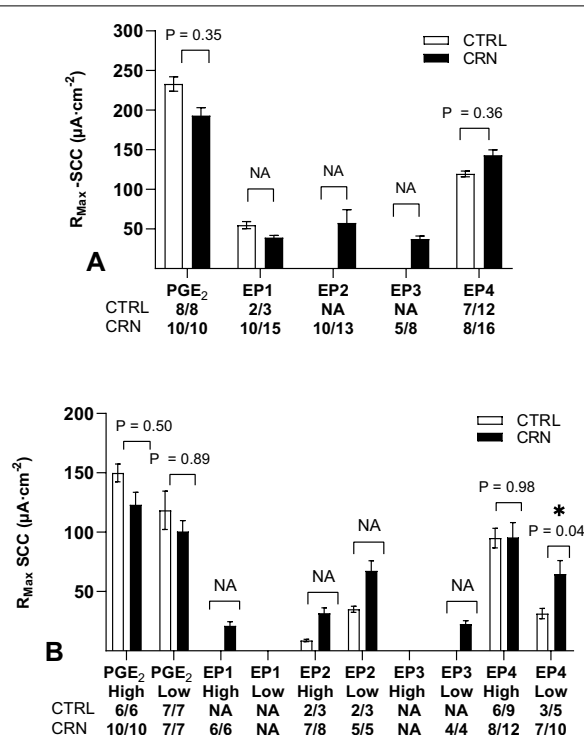 300
P = 0.35
CTRL
CRN
250
200
P = 0.36
150
NA
NA
NA
100
50
R_Max -SCC (µA·cm⁻²)
A
PGE₂ EP1 EP2 EP3 EP4
CTRL 8/8 2/3 NA NA 7/12
CRN 10/10 10/15 10/13 5/8 8/16
200
P = 0.50
CTRL
CRN
P = 0.89
150
P = 0.98
*
NA
P = 0.04
100
NA
NA
NA
50
R_Max SCC (µA·cm⁻²)
B
PGE₂ PGE₂ EP1 EP1 EP2 EP2 EP3 EP3 EP4 EP4
High Low High Low High Low High Low High Low
CTRL 6/6 7/7 NA NA 2/3 2/3 NA NA 6/9 3/5
CRN 10/10 7/7 6/6 NA 7/8 5/5 NA 4/4 8/12 7/10